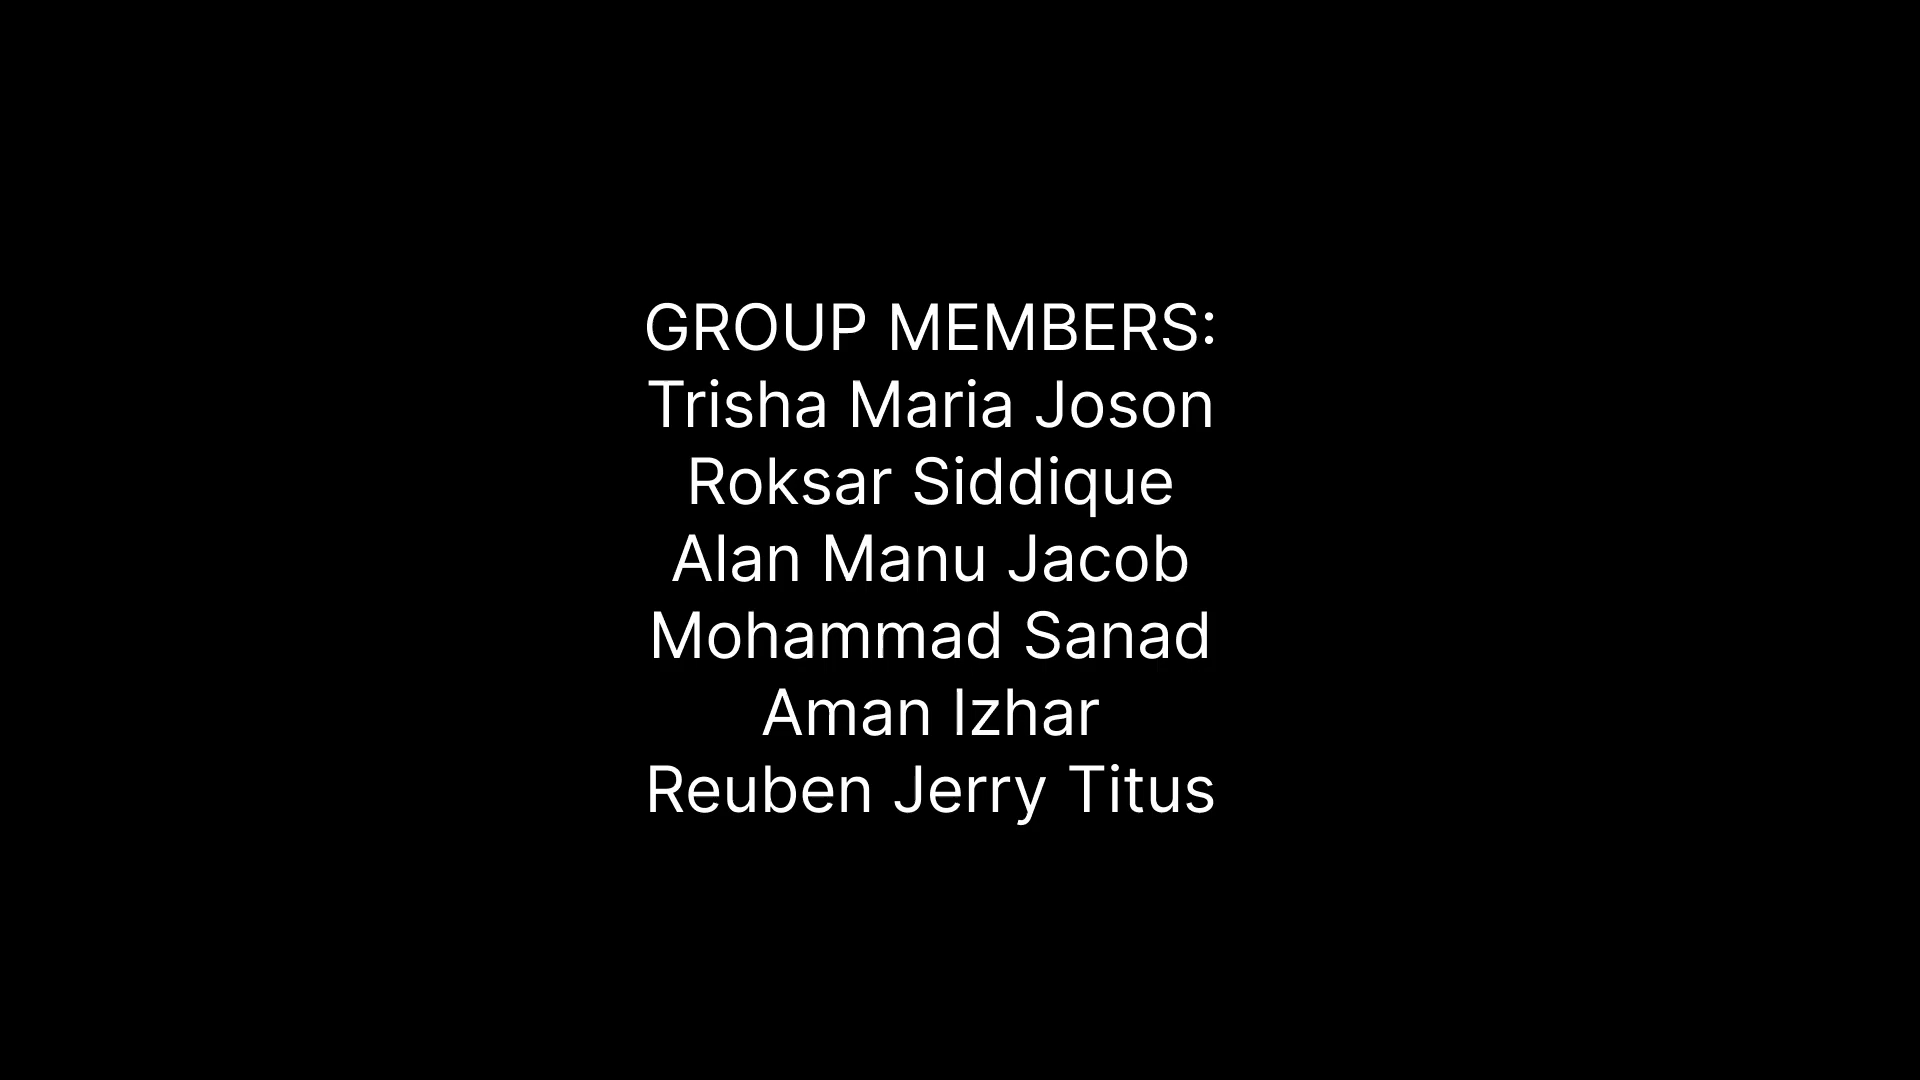 GROUP MEMBERS:
Trisha Maria Joson
Roksar Siddique
Alan Manu Jacob
Mohammad Sanad
Aman Izhar
Reuben Jerry Titus